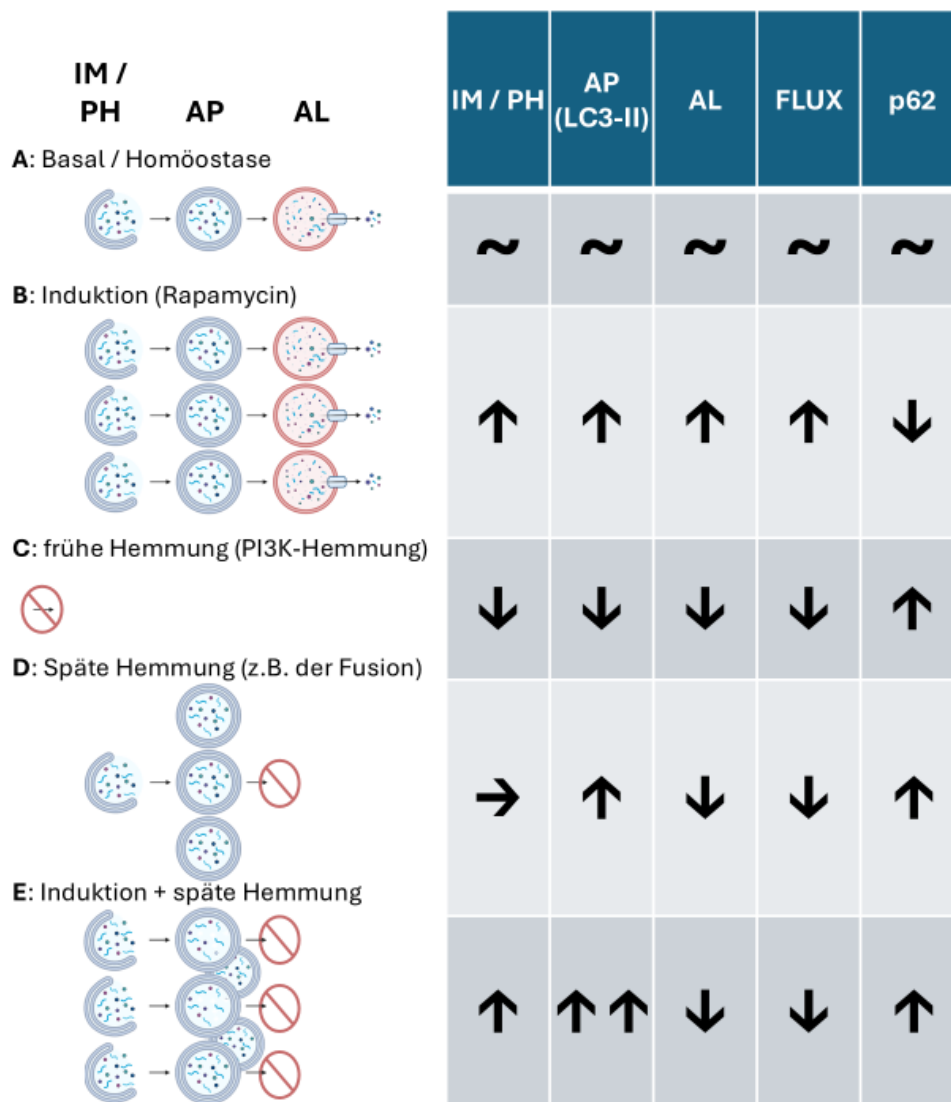 IM /
PH AP AL
IM / PH AP (LC3-II) AL FLUX p62
A: Basal / Homöostase
~ ~ ~ ~ ~
B: Induktion (Rapamycin)
↑ ↑ ↑ ↑ ↓
C: frühe Hemmung (PI3K-Hemmung)
↓ ↓ ↓ ↓ ↑
D: Späte Hemmung (z.B. der Fusion)
→ ↑ ↓ ↓ ↑
E: Induktion + späte Hemmung
↑ ↑↑ ↓ ↓ ↑